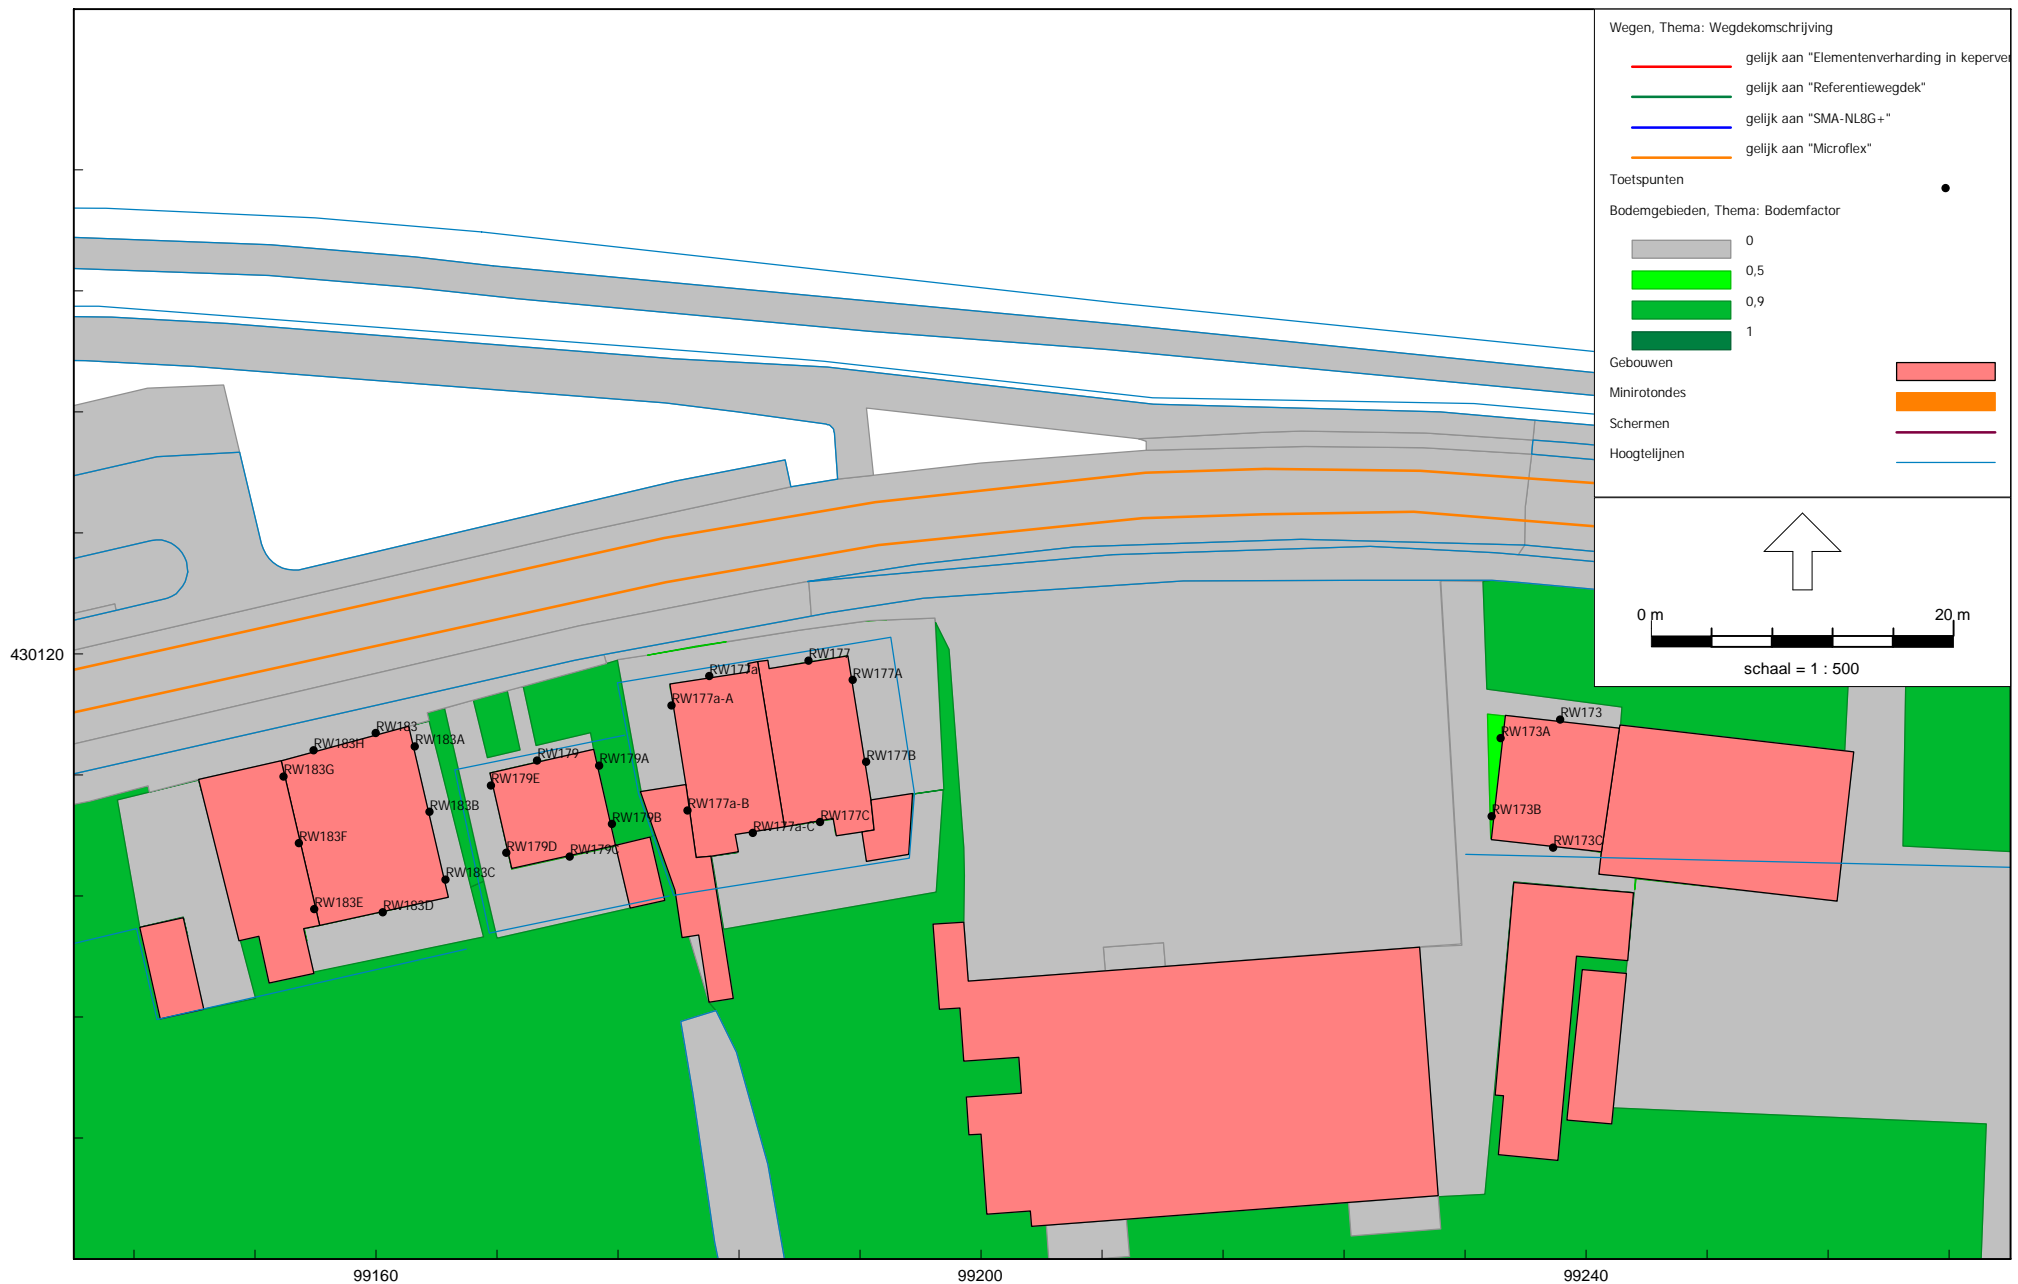 Wegen, Thema: Wegdekomschrijving
gelijk aan "Elementenverharding in keperver
gelijk aan "Referentiewegdek"
gelijk aan "SMA-NL8G+"
gelijk aan "Microflex"
Toetspunten
Bodemgebieden, Thema: Bodemfactor
0
0,5
0,9
1
Gebouwen
Minirotondes
Schermen
Hoogtelijnen
0 m 20 m
schaal = 1 : 500
430120
RW177
RW177a
RW177A
RW177a-A
RW183
RW173
RW183H
RW183A
RW173A
RW179
RW179A
RW177B
RW183G
RW179E
RW183B
RW177a-B
RW173B
RW179B
RW177a-C
RW177C
RW183F
RW179D
RW179C
RW173C
RW183C
RW183E
RW183D
99160 99200 99240